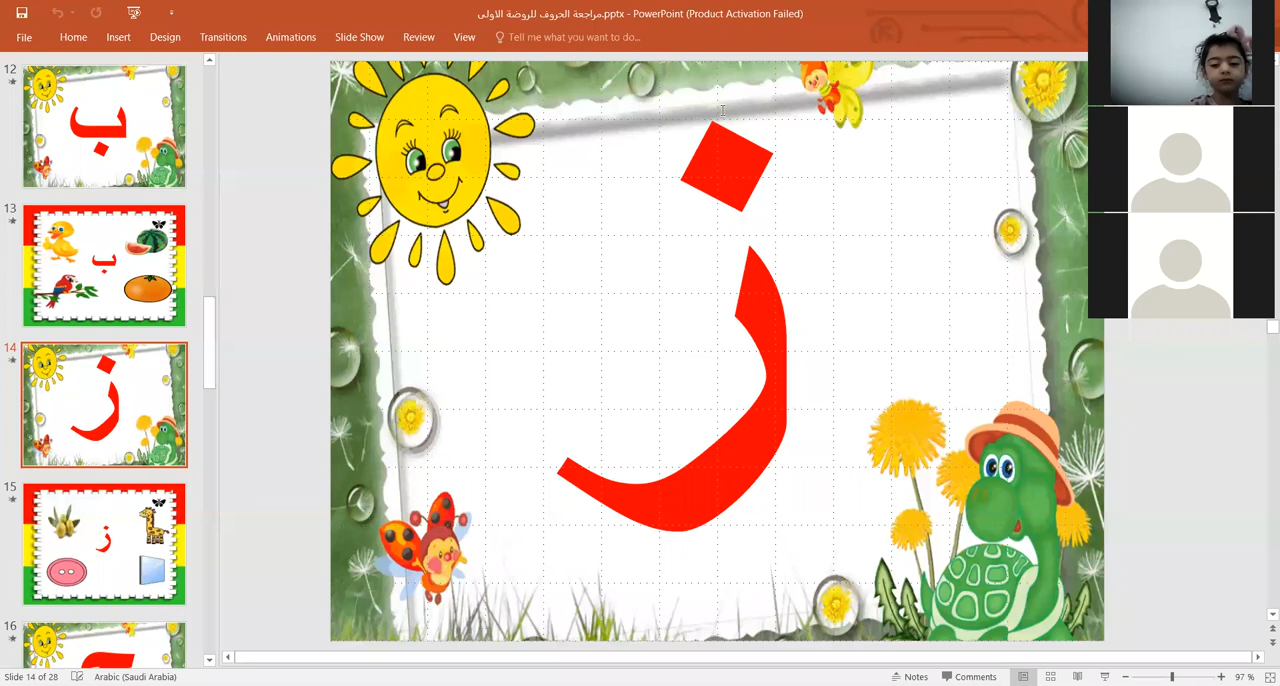 مراجعة الحروف للروضة الاولى.pptx - PowerPoint (Product Activation Failed)
File Home Insert Design Transitions Animations Slide Show Review View Tell me what you want to do...
12
ب
13
ب
14
ز
15
ز
16
ز
Slide 14 of 28 Arabic (Saudi Arabia) Notes Comments 97 %